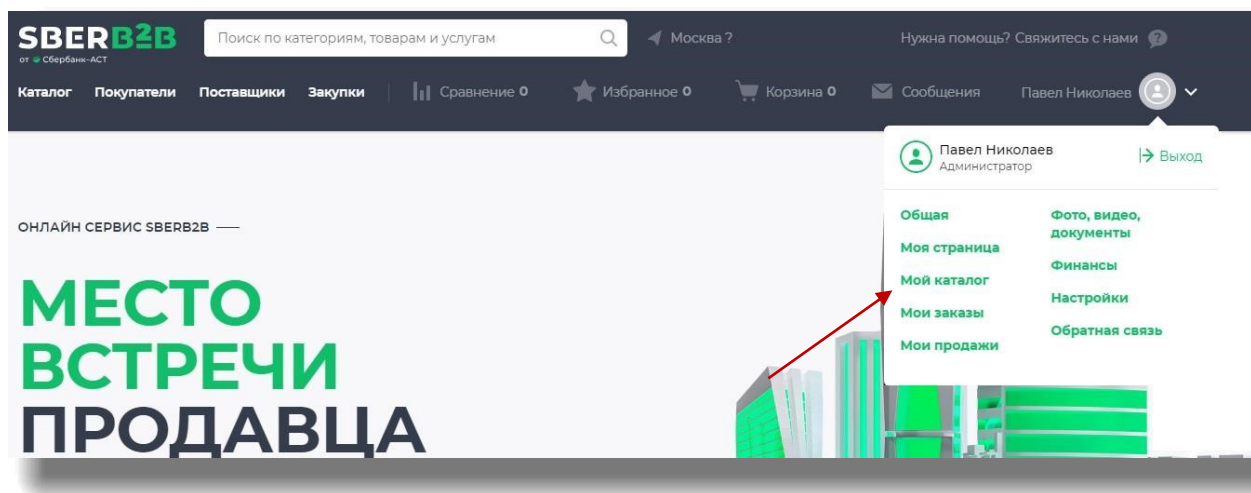 SBERB2B
от Сбербанк-АСТ
Поиск по категориям, товарам и услугам
Москва ?
Нужна помощь? Свяжитесь с нами
Каталог Покупатели Поставщики Закупки Сравнение 0 Избранное 0 Корзина 0 Сообщения Павел Николаев
Павел Николаев
Администратор
Выход
Общая
Моя страница
Мой каталог
Мои заказы
Мои продажи
Фото, видео,
документы
Финансы
Настройки
Обратная связь
ОНЛАЙН СЕРВИС SBERB2B —
МЕСТО
ВСТРЕЧИ
ПРОДАВЦА